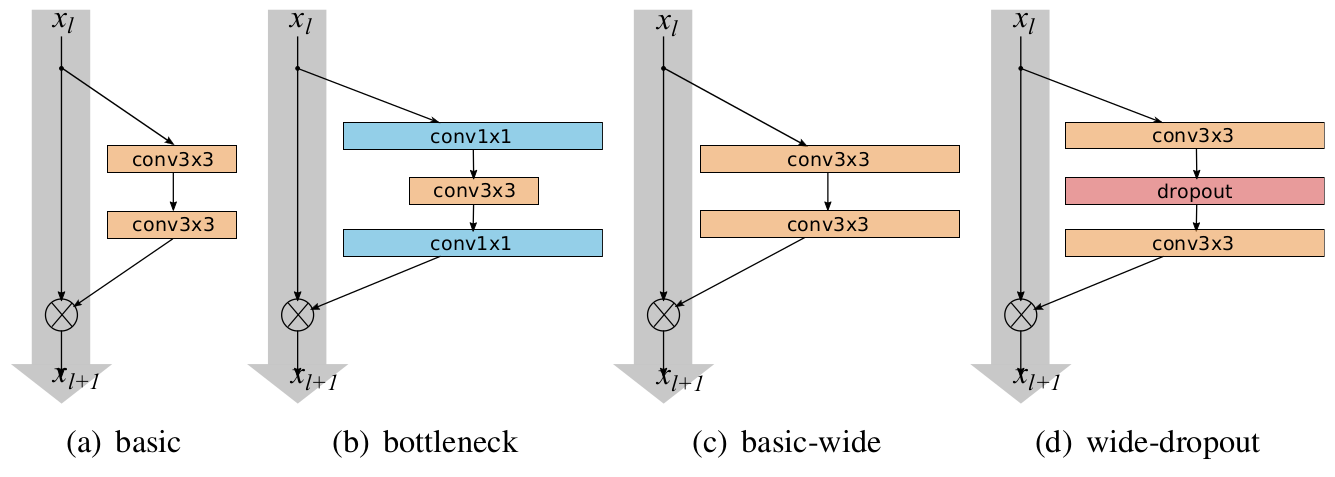 x_l
conv3x3
conv3x3
x_{l+1}
(a) basic
x_l
conv1x1
conv3x3
conv1x1
x_{l+1}
(b) bottleneck
x_l
conv3x3
conv3x3
x_{l+1}
(c) basic-wide
x_l
conv3x3
dropout
conv3x3
x_{l+1}
(d) wide-dropout